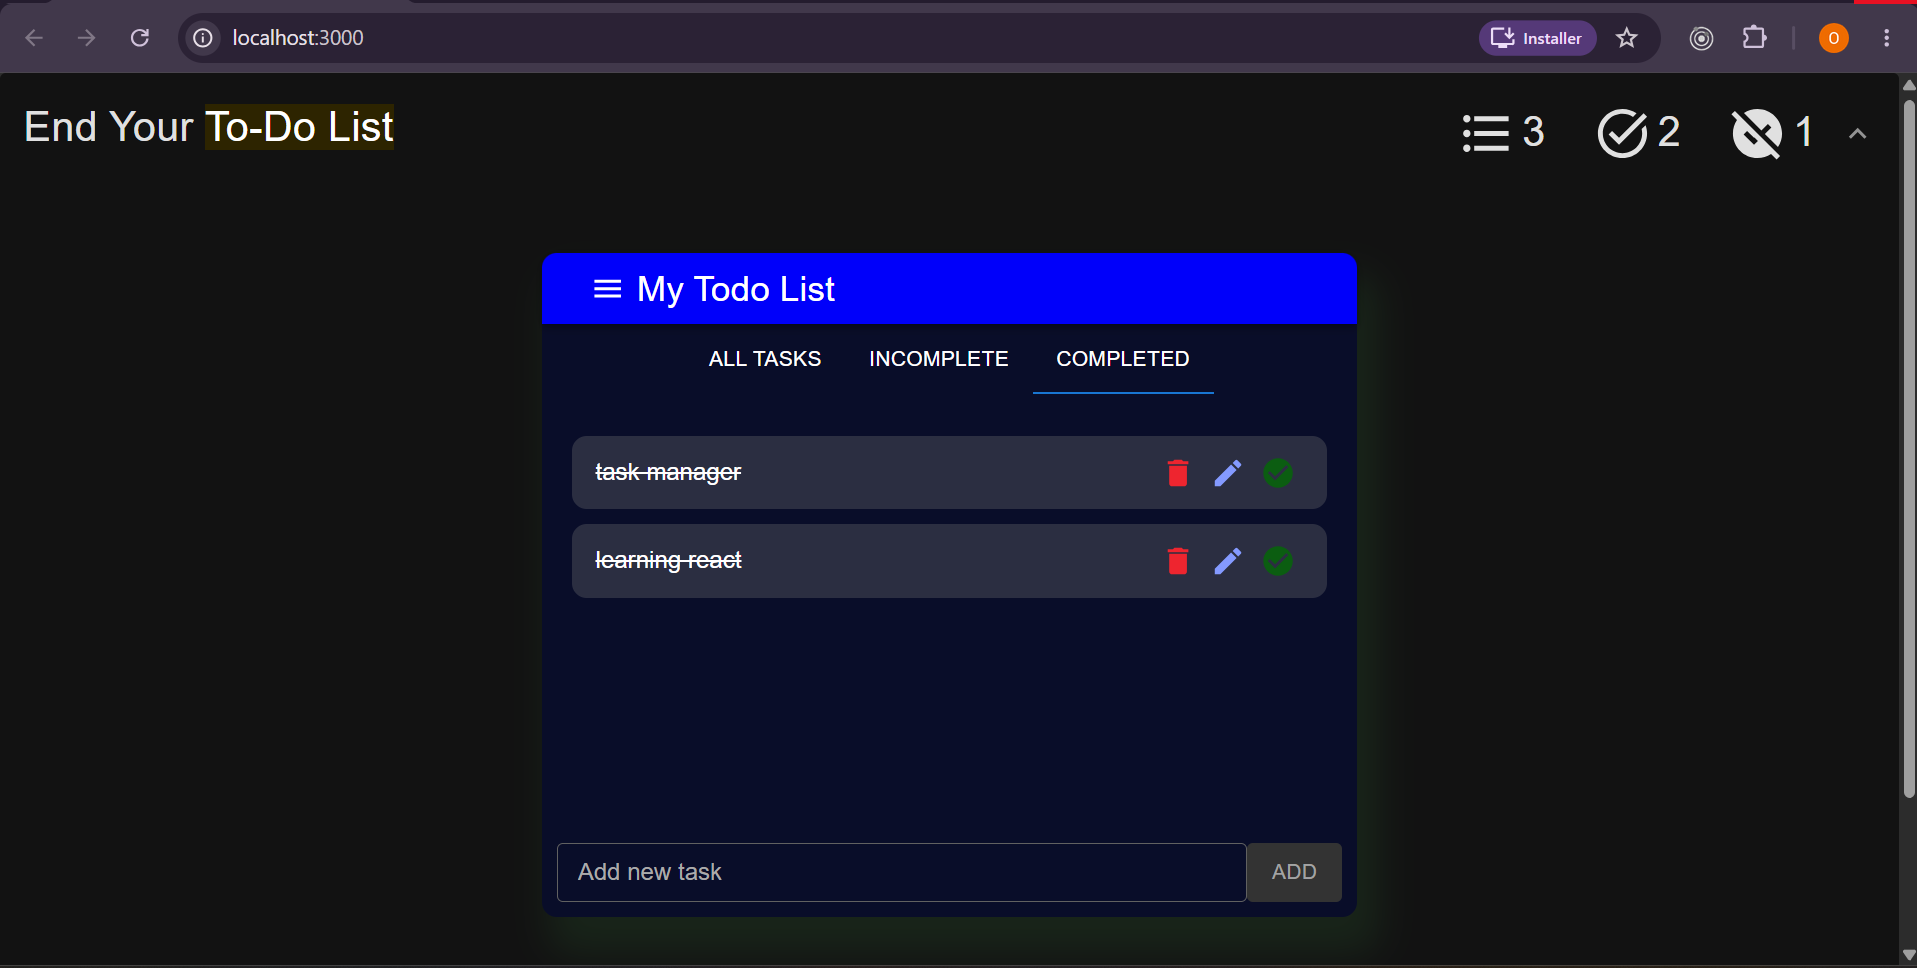 localhost:3000
Installer
O
End Your To-Do List
3 2 1
My Todo List
ALL TASKS INCOMPLETE COMPLETED
task manager
learning react
Add new task ADD